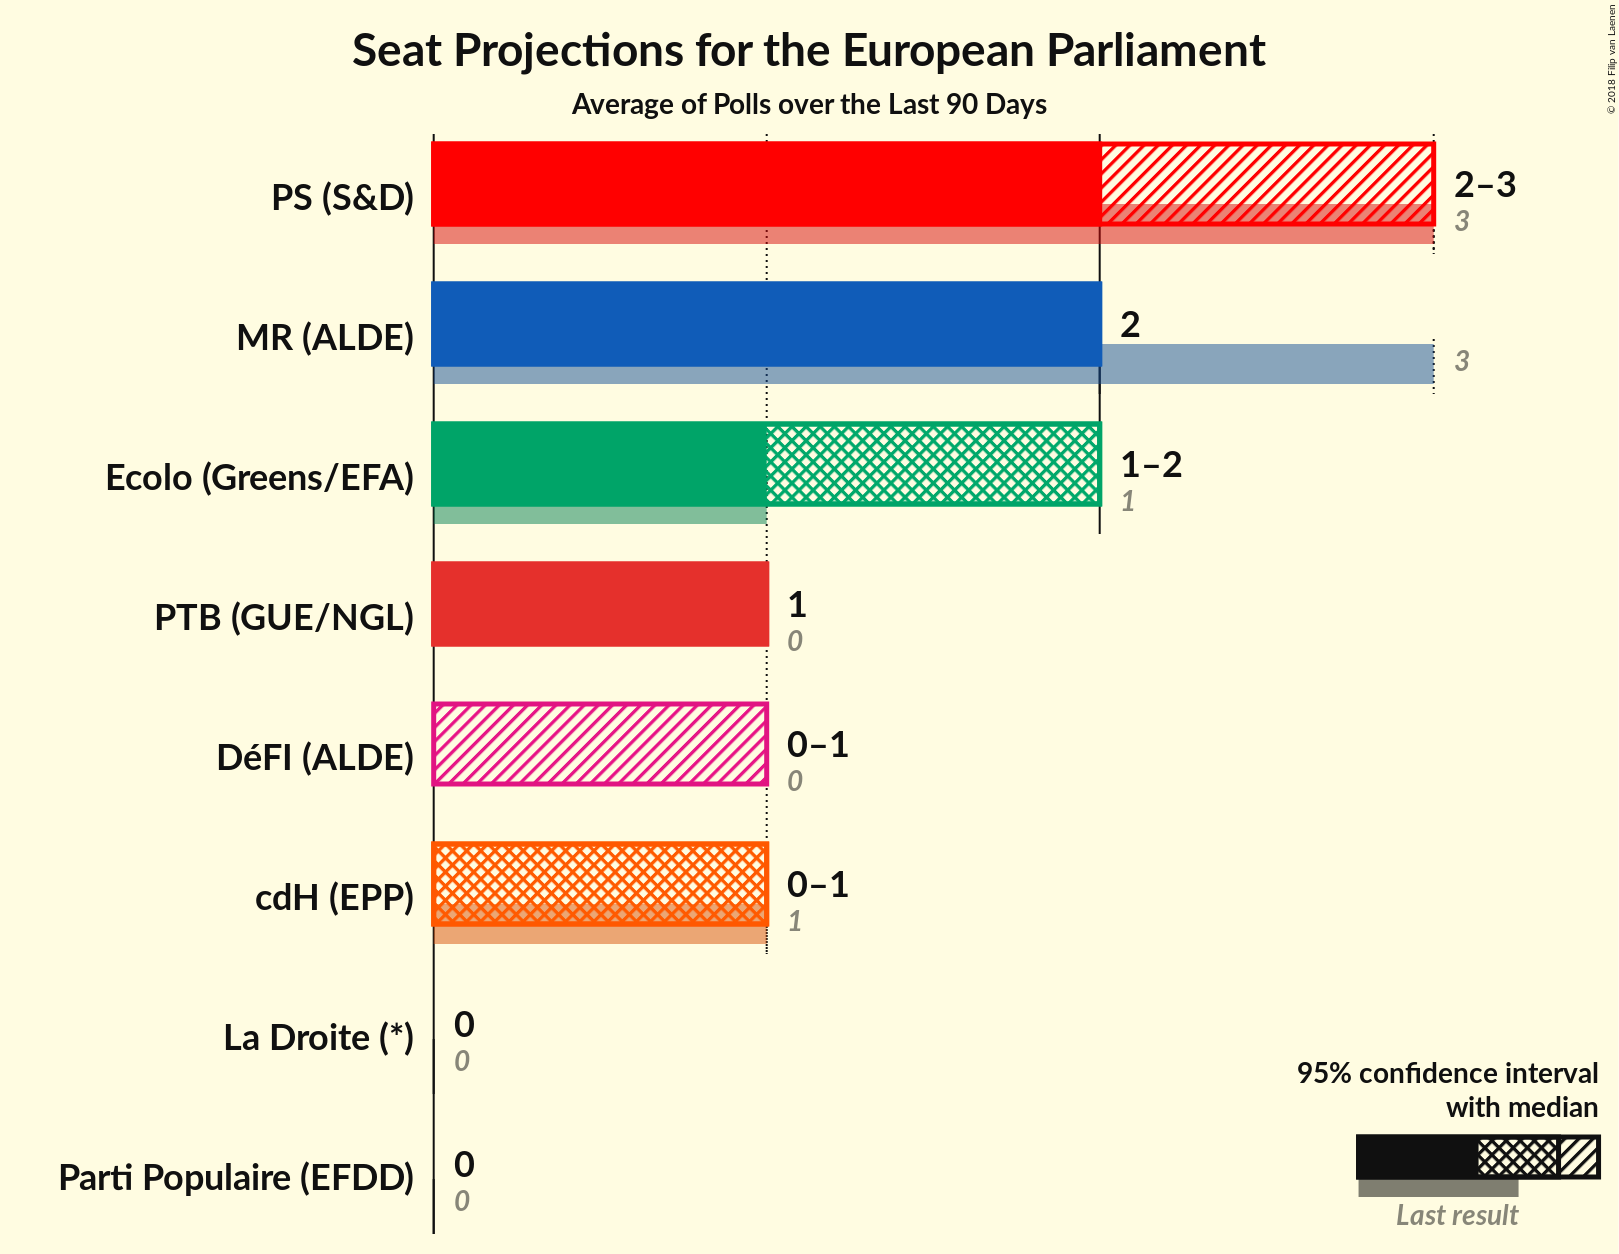 Seat Projections for the European Parliament
Average of Polls over the Last 90 Days
© 2018 Filip van Laenen
PS (S&D)
2–3
3
MR (ALDE)
2
3
Ecolo (Greens/EFA)
1–2
1
PTB (GUE/NGL)
1
0
DéFI (ALDE)
0–1
0
cdH (EPP)
0–1
1
La Droite (*)
0
0
Parti Populaire (EFDD)
0
0
95% confidence interval
with median
Last result